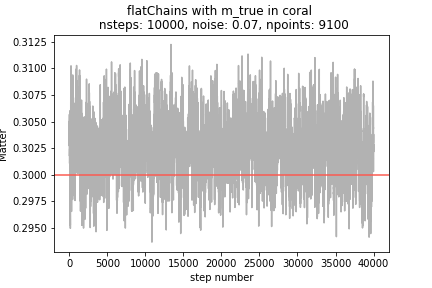 flatChains with m_true in coral
nsteps: 10000, noise: 0.07, npoints: 9100
0.3125
0.3100
0.3075
0.3050
0.3025
0.3000
0.2975
0.2950
Matter
0 5000 10000 15000 20000 25000 30000 35000 40000
step number